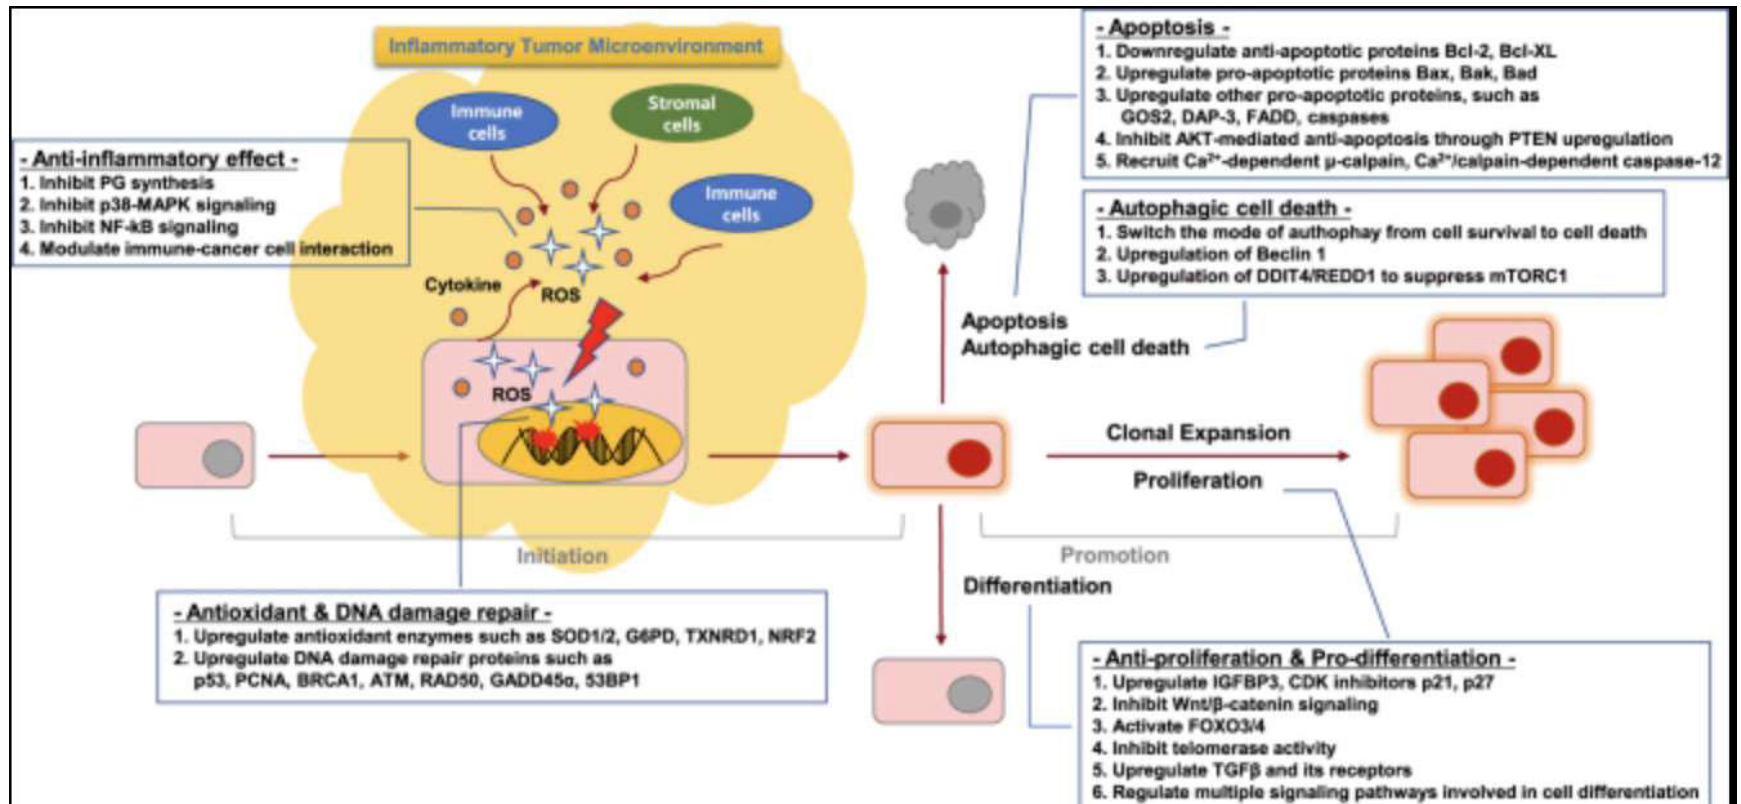 Inflammatory Tumor Microenvironment
Immune
cells
Stromal
cells
Immune
cells
- Anti-inflammatory effect -
1. Inhibit PG synthesis
2. Inhibit p38-MAPK signaling
3. Inhibit NF-kB signaling
4. Modulate immune-cancer cell interaction
Cytokine
ROS
ROS
- Apoptosis -
1. Downregulate anti-apoptotic proteins Bcl-2, Bcl-XL
2. Upregulate pro-apoptotic proteins Bax, Bak, Bad
3. Upregulate other pro-apoptotic proteins, such as
GOS2, DAP-3, FADD, caspases
4. Inhibit AKT-mediated anti-apoptosis through PTEN upregulation
5. Recruit Ca²⁺-dependent μ-calpain, Ca²⁺/calpain-dependent caspase-12
- Autophagic cell death -
1. Switch the mode of authophay from cell survival to cell death
2. Upregulation of Beclin 1
3. Upregulation of DDIT4/REDD1 to suppress mTORC1
Apoptosis
Autophagic cell death
Clonal Expansion
Proliferation
Initiation
Promotion
Differentiation
- Antioxidant & DNA damage repair -
1. Upregulate antioxidant enzymes such as SOD1/2, G6PD, TXNRD1, NRF2
2. Upregulate DNA damage repair proteins such as
p53, PCNA, BRCA1, ATM, RAD50, GADD45α, 53BP1
- Anti-proliferation & Pro-differentiation -
1. Upregulate IGFBP3, CDK inhibitors p21, p27
2. Inhibit Wnt/β-catenin signaling
3. Activate FOXO3/4
4. Inhibit telomerase activity
5. Upregulate TGFβ and its receptors
6. Regulate multiple signaling pathways involved in cell differentiation